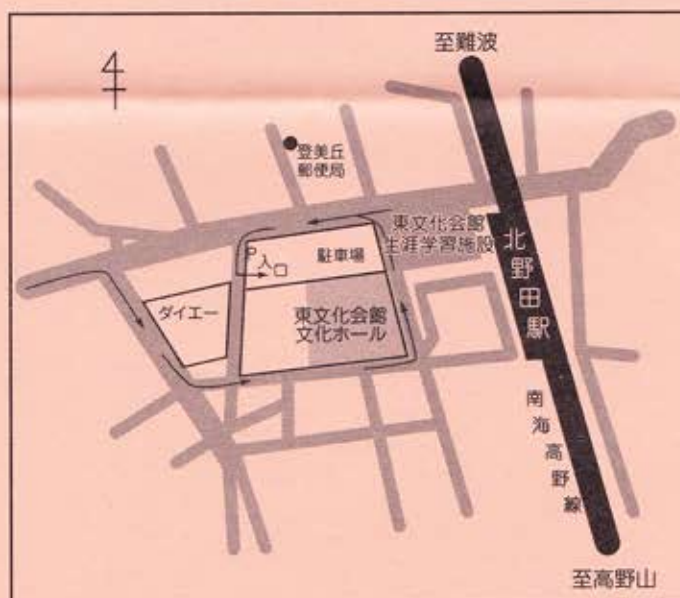 至難波
登美丘
郵便局
東文化会館
生涯学習施設
北野田駅
P
入口
駐車場
ダイエー
東文化会館
文化ホール
南海高野線
至高野山